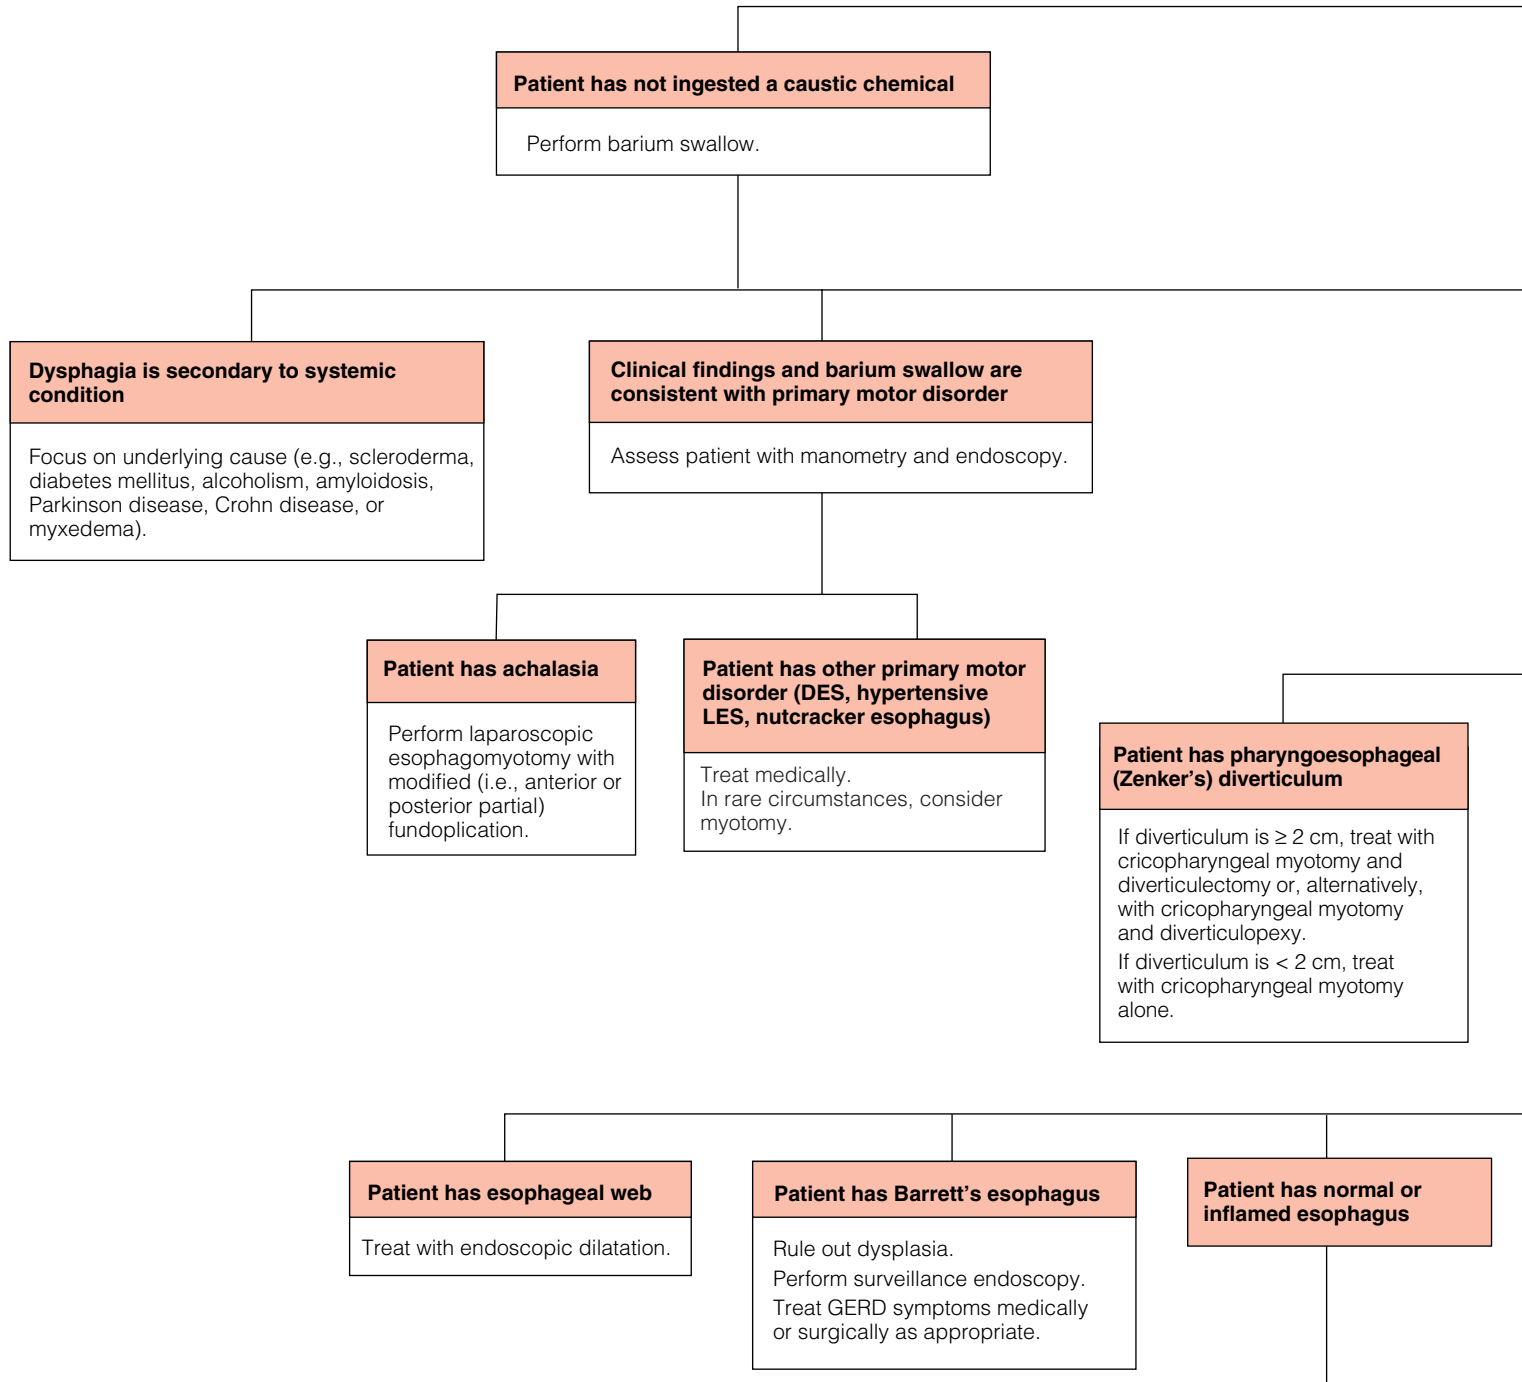 Patient has not ingested a caustic chemical
Perform barium swallow.
Dysphagia is secondary to systemic
condition
Focus on underlying cause (e.g., scleroderma,
diabetes mellitus, alcoholism, amyloidosis,
Parkinson disease, Crohn disease, or
myxedema).
Clinical findings and barium swallow are
consistent with primary motor disorder
Assess patient with manometry and endoscopy.
Patient has achalasia
Perform laparoscopic
esophagomyotomy with
modified (i.e., anterior or
posterior partial)
fundoplication.
Patient has other primary motor
disorder (DES, hypertensive
LES, nutcracker esophagus)
Treat medically.
In rare circumstances, consider
myotomy.
Patient has pharyngoesophageal
(Zenker’s) diverticulum
If diverticulum is ≥ 2 cm, treat with
cricopharyngeal myotomy and
diverticulectomy or, alternatively,
with cricopharyngeal myotomy
and diverticulopexy.
If diverticulum is < 2 cm, treat
with cricopharyngeal myotomy
alone.
Patient has esophageal web
Treat with endoscopic dilatation.
Patient has Barrett’s esophagus
Rule out dysplasia.
Perform surveillance endoscopy.
Treat GERD symptoms medically
or surgically as appropriate.
Patient has normal or
inflamed esophagus